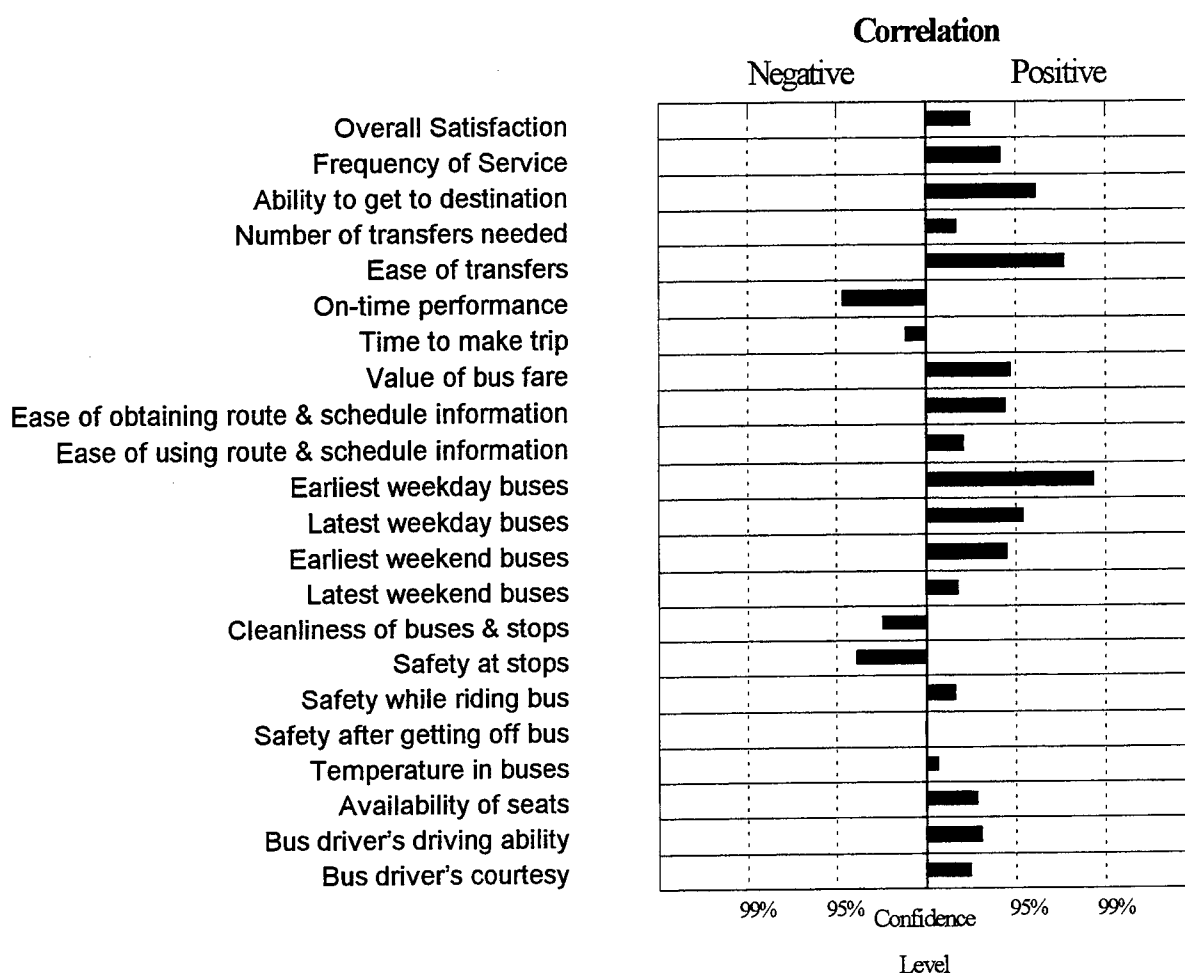 Correlation
Negative Positive
Overall Satisfaction
Frequency of Service
Ability to get to destination
Number of transfers needed
Ease of transfers
On-time performance
Time to make trip
Value of bus fare
Ease of obtaining route & schedule information
Ease of using route & schedule information
Earliest weekday buses
Latest weekday buses
Earliest weekend buses
Latest weekend buses
Cleanliness of buses & stops
Safety at stops
Safety while riding bus
Safety after getting off bus
Temperature in buses
Availability of seats
Bus driver's driving ability
Bus driver's courtesy
99% 95% Confidence 95% 99%
Level